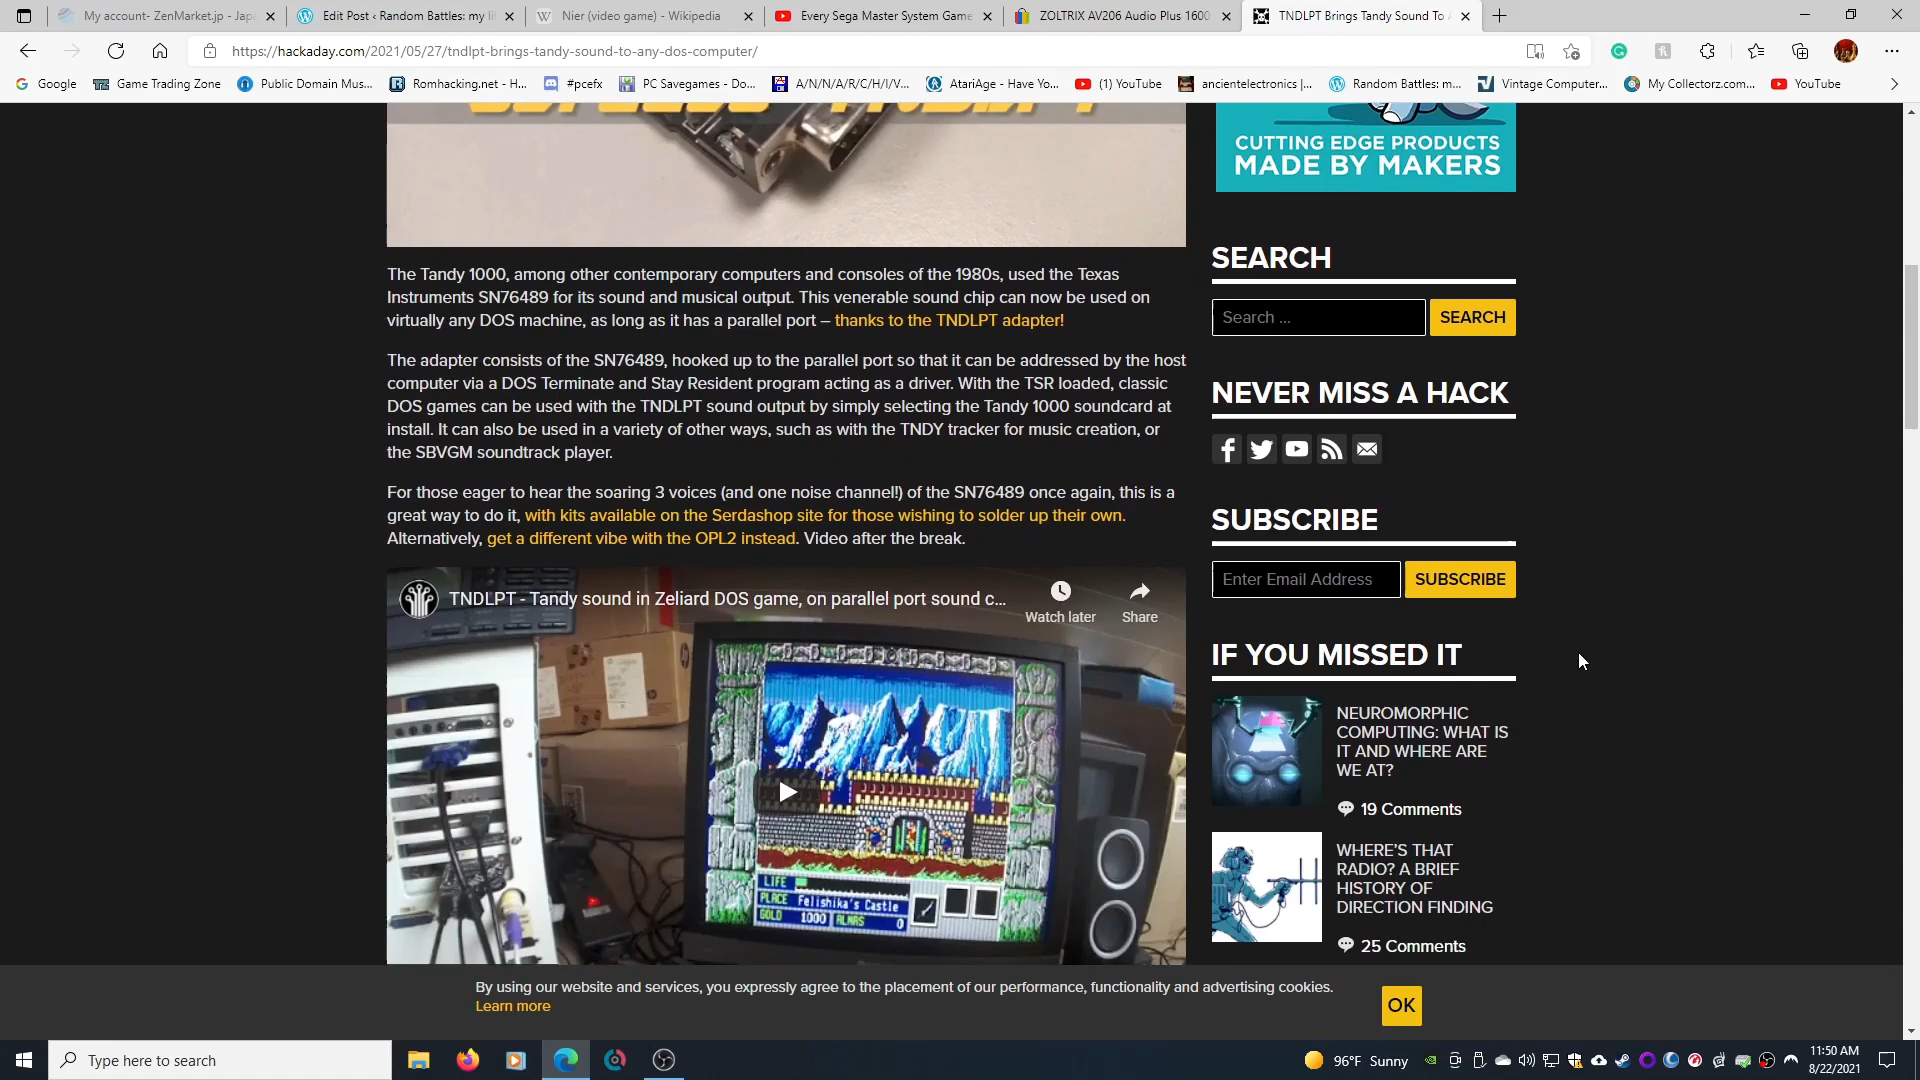 My account- ZenMarket.jp - Japa
Edit Post ‹ Random Battles: my li
Nier (video game) - Wikipedia
Every Sega Master System Game
ZOLTRIX AV206 Audio Plus 1600
TNDLPT Brings Tandy Sound To A
https://hackaday.com/2021/05/27/tndlpt-brings-tandy-sound-to-any-dos-computer/
Google
Game Trading Zone
Public Domain Mus...
Romhacking.net - H...
#pcefx
PC Savegames - Do...
A/N/N/A/R/C/H/I/V...
AtariAge - Have Yo...
(1) YouTube
ancientelectronics |...
Random Battles: m...
Vintage Computer...
My Collectorz.com...
YouTube
CUTTING EDGE PRODUCTS
MADE BY MAKERS
The Tandy 1000, among other contemporary computers and consoles of the 1980s, used the Texas
Instruments SN76489 for its sound and musical output. This venerable sound chip can now be used on
virtually any DOS machine, as long as it has a parallel port – thanks to the TNDLPT adapter!
The adapter consists of the SN76489, hooked up to the parallel port so that it can be addressed by the host
computer via a DOS Terminate and Stay Resident program acting as a driver. With the TSR loaded, classic
DOS games can be used with the TNDLPT sound output by simply selecting the Tandy 1000 soundcard at
install. It can also be used in a variety of other ways, such as with the TNDY tracker for music creation, or
the SBVGM soundtrack player.
For those eager to hear the soaring 3 voices (and one noise channel!) of the SN76489 once again, this is a
great way to do it, with kits available on the Serdashop site for those wishing to solder up their own.
Alternatively, get a different vibe with the OPL2 instead. Video after the break.
TNDLPT - Tandy sound in Zeliard DOS game, on parallel port sound c...
Watch later
Share
LIFE
PLACE Felishika's Castle
GOLD 1000 ALMAS 0
SEARCH
Search ...
SEARCH
NEVER MISS A HACK
SUBSCRIBE
Enter Email Address
SUBSCRIBE
IF YOU MISSED IT
NEUROMORPHIC
COMPUTING: WHAT IS
IT AND WHERE ARE
WE AT?
19 Comments
WHERE'S THAT
RADIO? A BRIEF
HISTORY OF
DIRECTION FINDING
25 Comments
By using our website and services, you expressly agree to the placement of our performance, functionality and advertising cookies.
Learn more
OK
Type here to search
96°F Sunny
11:50 AM
8/22/2021